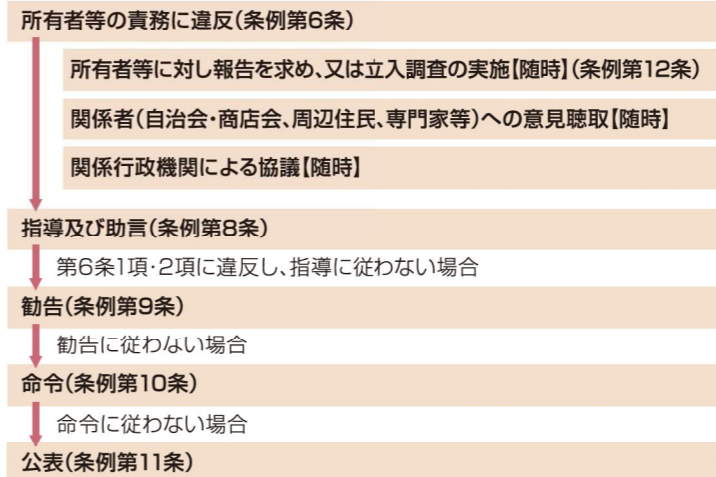 所有者等の責務に違反(条例第6条)
所有者等に対し報告を求め、又は立入調査の実施【随時】(条例第12条)
関係者(自治会・商店会、周辺住民、専門家等)への意見聴取【随時】
関係行政機関による協議【随時】
指導及び助言(条例第8条)
第6条1項・2項に違反し、指導に従わない場合
勧告(条例第9条)
勧告に従わない場合
命令(条例第10条)
命令に従わない場合
公表(条例第11条)